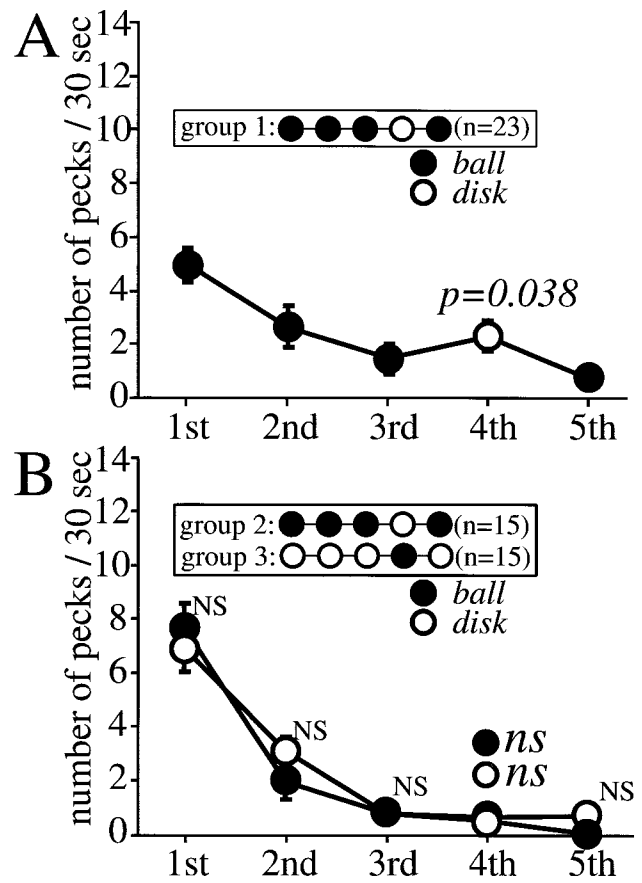 A
number of pecks / 30 sec
14
12
10
8
6
4
2
0
group 1: (n=23)
ball
disk
p=0.038
1st 2nd 3rd 4th 5th
B
number of pecks / 30 sec
14
12
10
8
6
4
2
0
group 2: (n=15)
group 3: (n=15)
ball
disk
NS
NS
NS
ns
ns
NS
1st 2nd 3rd 4th 5th